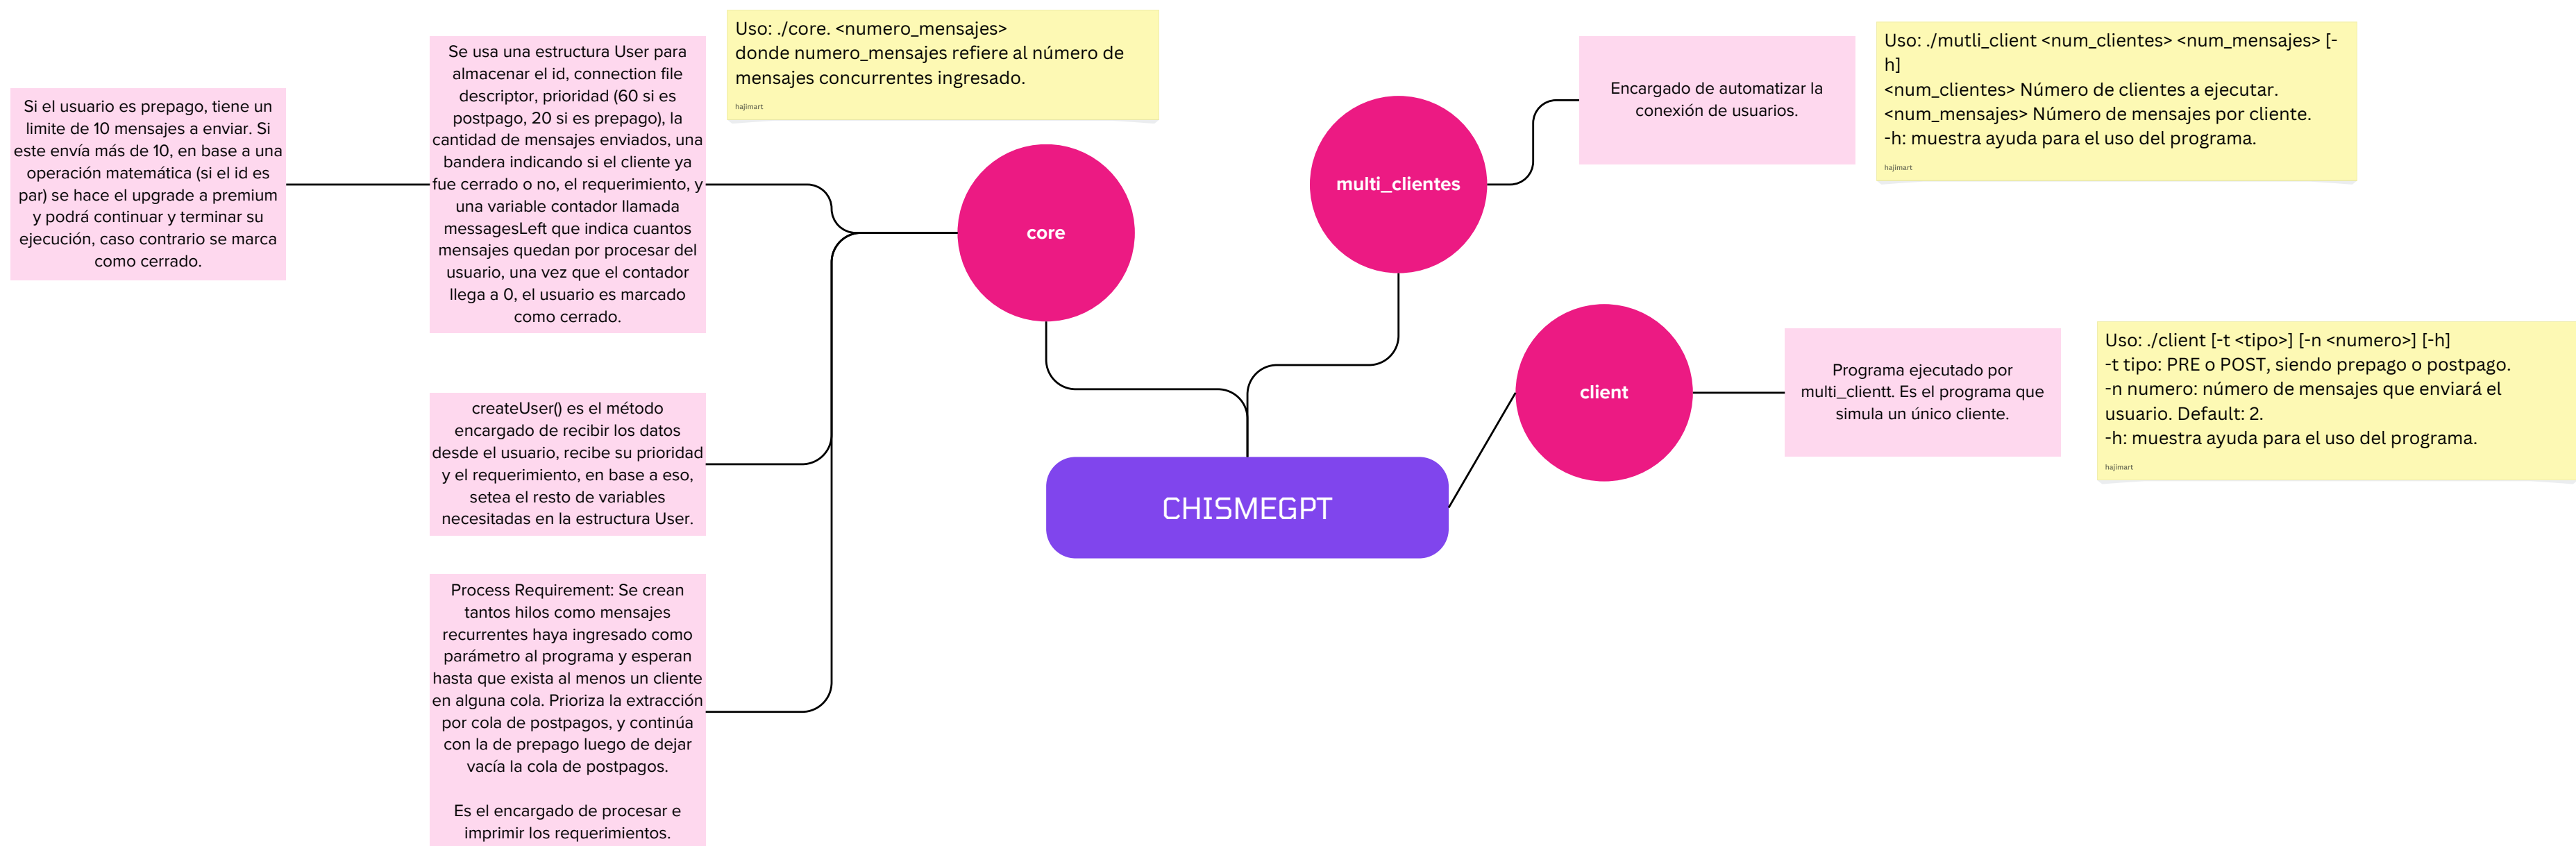 Si el usuario es prepago, tiene un
limite de 10 mensajes a enviar. Si
este envía más de 10, en base a una
operación matemática (si el id es
par) se hace el upgrade a premium
y podrá continuar y terminar su
ejecución, caso contrario se marca
como cerrado.
Se usa una estructura User para
almacenar el id, connection file
descriptor, prioridad (60 si es
postpago, 20 si es prepago), la
cantidad de mensajes enviados, una
bandera indicando si el cliente ya
fue cerrado o no, el requerimiento, y
una variable contador llamada
messagesLeft que indica cuantos
mensajes quedan por procesar del
usuario, una vez que el contador
llega a 0, el usuario es marcado
como cerrado.
createUser() es el método
encargado de recibir los datos
desde el usuario, recibe su prioridad
y el requerimiento, en base a eso,
setea el resto de variables
necesitadas en la estructura User.
Process Requirement: Se crean
tantos hilos como mensajes
recurrentes haya ingresado como
parámetro al programa y esperan
hasta que exista al menos un cliente
en alguna cola. Prioriza la extracción
por cola de postpagos, y continúa
con la de prepago luego de dejar
vacía la cola de postpagos.
Es el encargado de procesar e
imprimir los requerimientos.
Uso: ./core. <numero_mensajes>
donde numero_mensajes refiere al número de
mensajes concurrentes ingresado.
hajimart
core
multi_clientes
Encargado de automatizar la
conexión de usuarios.
Uso: ./mutli_client <num_clientes> <num_mensajes> [-
h]
<num_clientes> Número de clientes a ejecutar.
<num_mensajes> Número de mensajes por cliente.
-h: muestra ayuda para el uso del programa.
hajimart
client
Programa ejecutado por
multi_clientt. Es el programa que
simula un único cliente.
Uso: ./client [-t <tipo>] [-n <numero>] [-h]
-t tipo: PRE o POST, siendo prepago o postpago.
-n numero: número de mensajes que enviará el
usuario. Default: 2.
-h: muestra ayuda para el uso del programa.
hajimart
CHISMEGPT